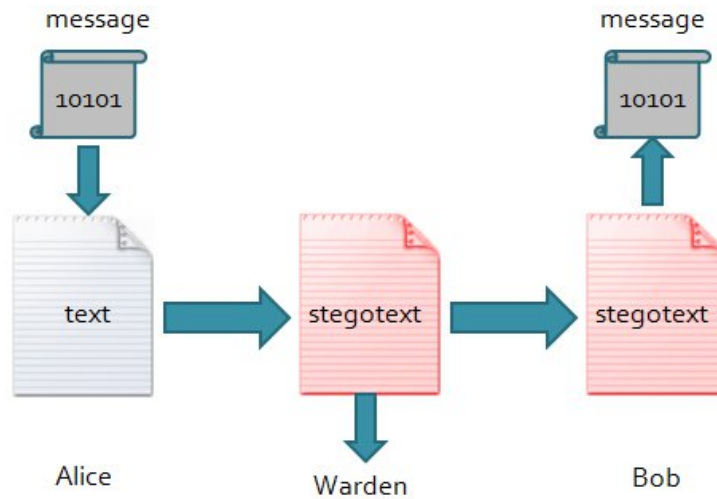 message
message
10101
10101
text
stegotext
stegotext
Alice
Warden
Bob